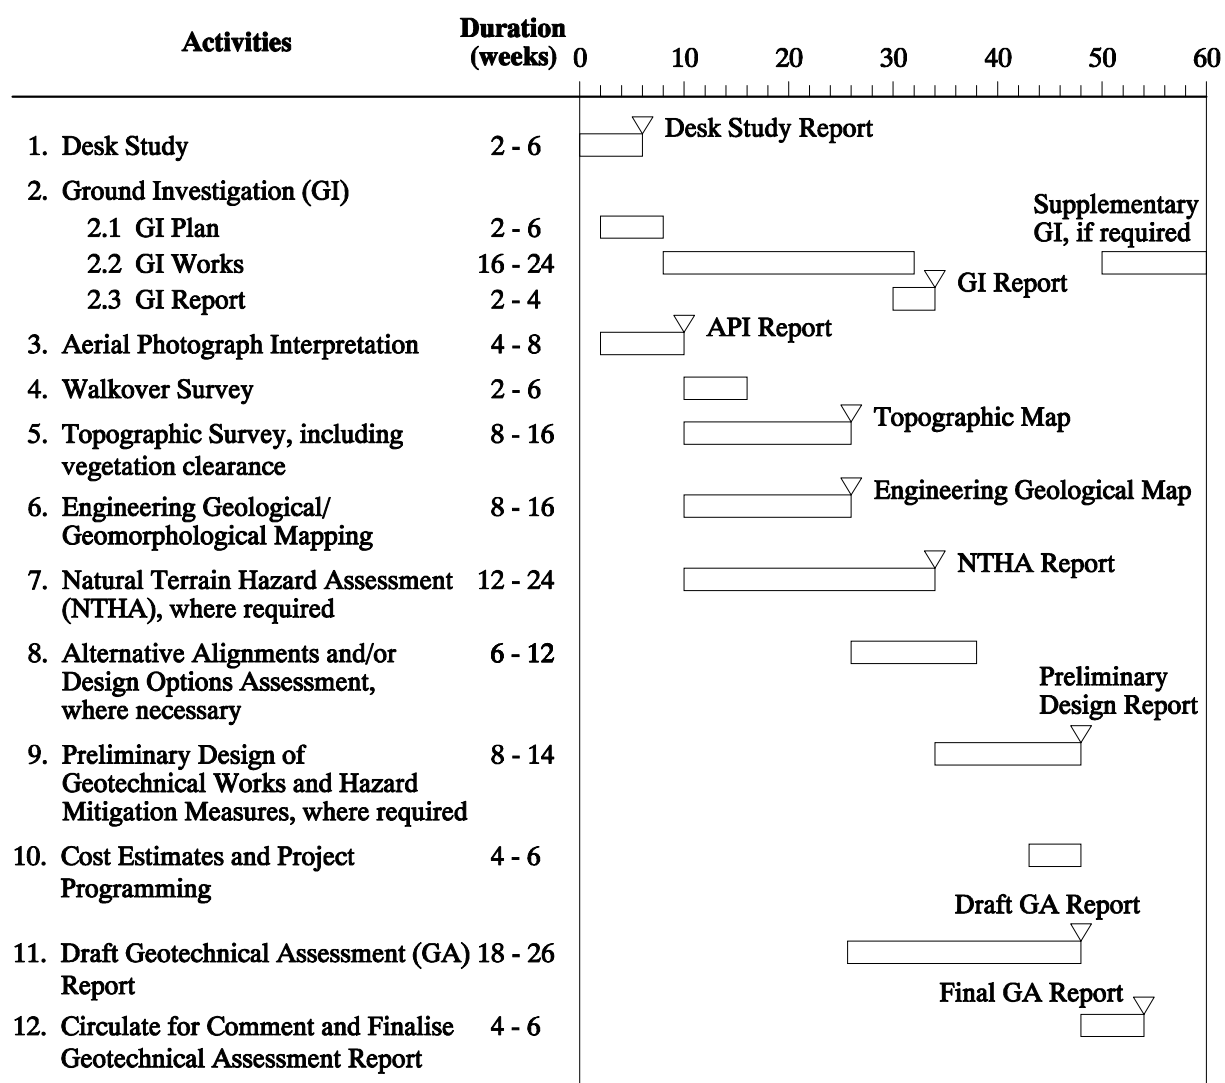 Activities
Duration
(weeks)
0 10 20 30 40 50 60
Desk Study Report
1. Desk Study 2 - 6
2. Ground Investigation (GI)
Supplementary
GI, if required
2.1 GI Plan 2 - 6
2.2 GI Works 16 - 24
GI Report
2.3 GI Report 2 - 4
API Report
3. Aerial Photograph Interpretation 4 - 8
4. Walkover Survey 2 - 6
Topographic Map
5. Topographic Survey, including 8 - 16
vegetation clearance
Engineering Geological Map
6. Engineering Geological/ 8 - 16
Geomorphological Mapping
NTHA Report
7. Natural Terrain Hazard Assessment 12 - 24
(NTHA), where required
8. Alternative Alignments and/or 6 - 12
Design Options Assessment,
where necessary
Preliminary
Design Report
9. Preliminary Design of 8 - 14
Geotechnical Works and Hazard
Mitigation Measures, where required
10. Cost Estimates and Project 4 - 6
Programming
Draft GA Report
11. Draft Geotechnical Assessment (GA) 18 - 26
Report
Final GA Report
12. Circulate for Comment and Finalise 4 - 6
Geotechnical Assessment Report